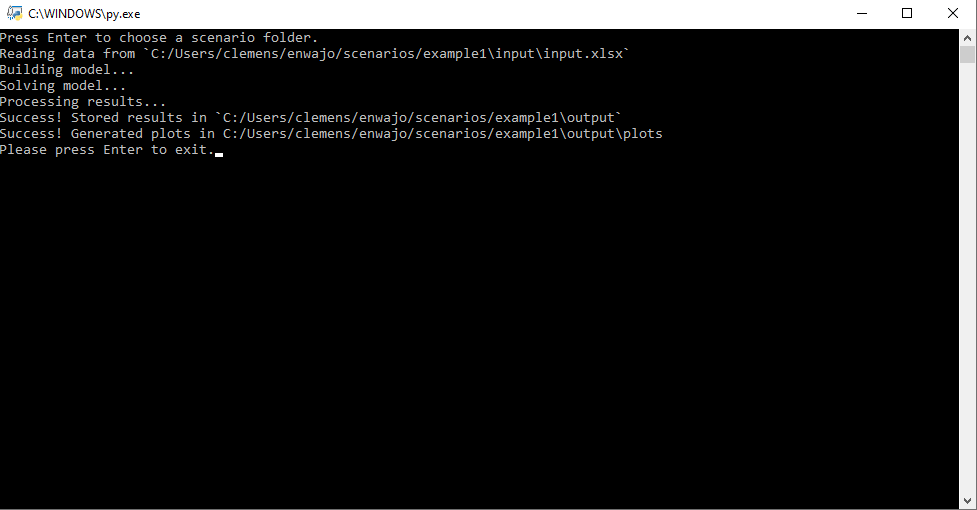 C:\WINDOWS\py.exe
Press Enter to choose a scenario folder.
Reading data from `C:/Users/clemens/enwajo/scenarios/example1\input\input.xlsx`
Building model...
Solving model...
Processing results...
Success! Stored results in `C:/Users/clemens/enwajo/scenarios/example1\output`
Success! Generated plots in C:/Users/clemens/enwajo/scenarios/example1\output\plots
Please press Enter to exit.